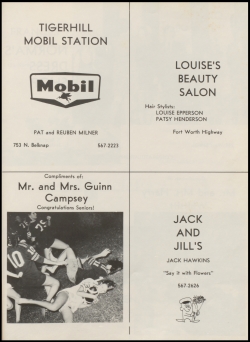 TIGERHILL
MOBIL STATION
Mobil
PAT and REUBEN MILNER
753 N. Belknap 567-2223
LOUISE'S
BEAUTY
SALON
Hair Stylists:
LOUISE EPPERSON
PATSY HENDERSON
Fort Worth Highway
Compliments of:
Mr. and Mrs. Guinn
Campsey
Congratulations Seniors!
JACK
AND
JILL'S
JACK HAWKINS
"Say it with Flowers"
567-2626